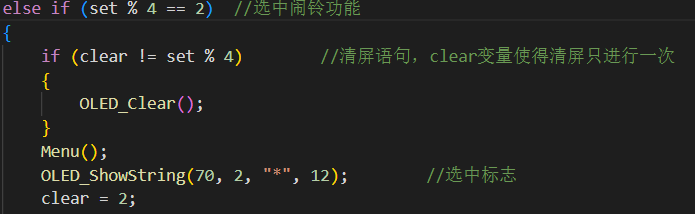 else if (set % 4 == 2)  //选中闹铃功能
{
    if (clear != set % 4)          //清屏语句，clear变量使得清屏只进行一次
    {
        OLED_Clear();
    }
    Menu();
    OLED_ShowString(70, 2, "*", 12);          //选中标志
    clear = 2;